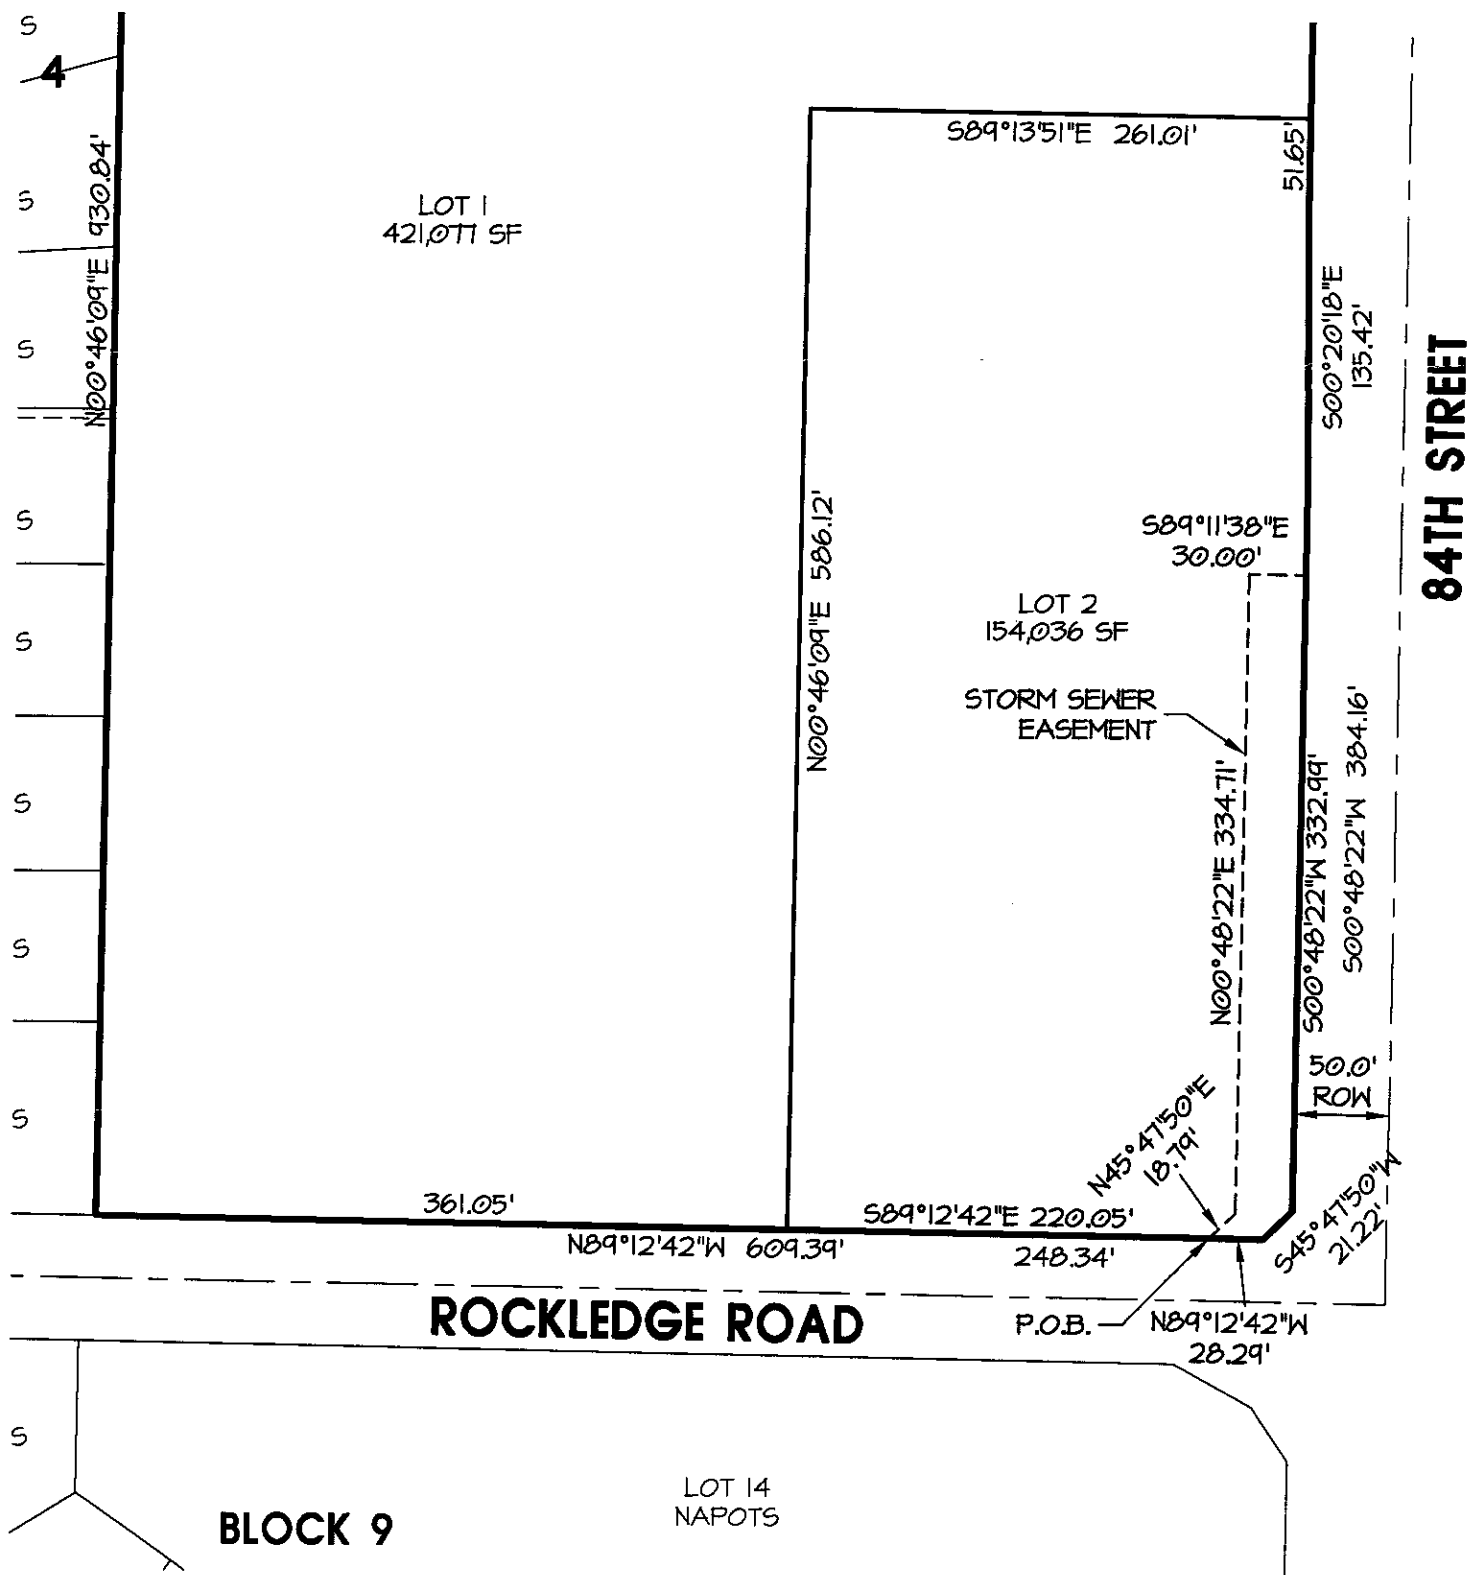 S
4
S89°13'51"E 261.01'
51.65'
N00°46'09"E 930.84'
S
LOT 1
421,077 SF
S00°20'18"E
135.42'
S
84TH STREET
S
N00°46'09"E 586.12'
S89°11'38"E
30.00'
LOT 2
154,036 SF
S
STORM SEWER
EASEMENT
N00°48'22"E 334.71'
S00°48'22"W 332.99'
S00°48'22"W 384.16'
S
S
50.0'
ROW
S
N45°47'50"E
18.79'
S45°47'50"W
21.22'
361.05'
S89°12'42"E 220.05'
N89°12'42"W 609.39'
248.34'
ROCKLEDGE ROAD
P.O.B.
N89°12'42"W
28.29'
S
LOT 14
NAPOTS
BLOCK 9